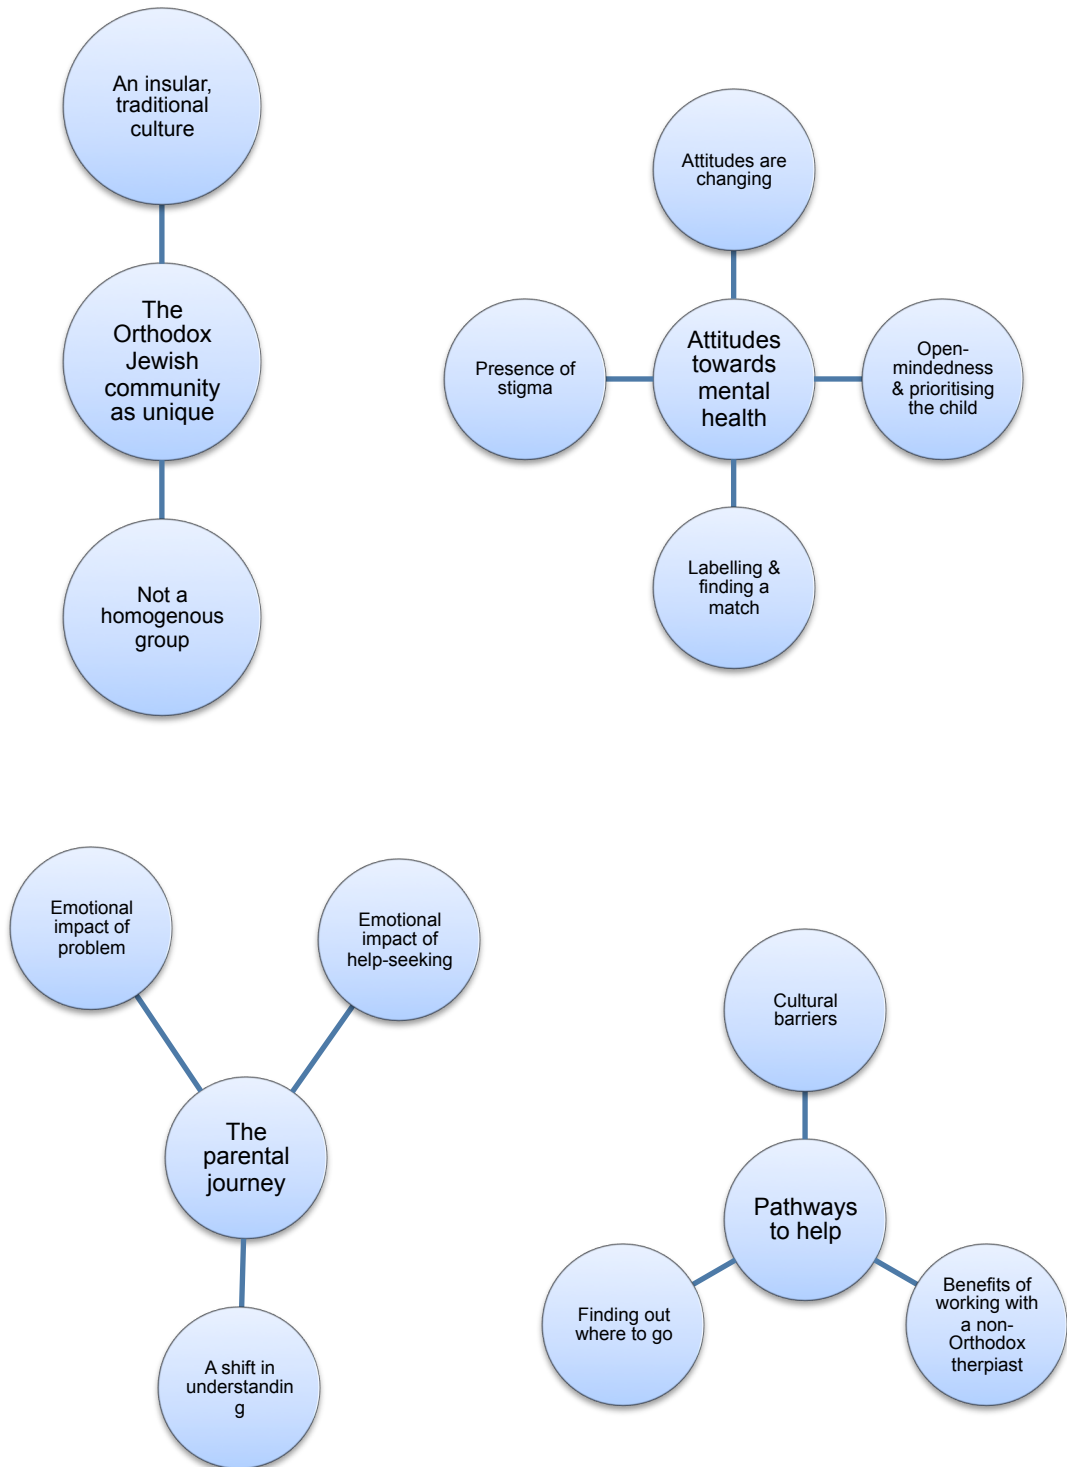 An insular,
traditional
culture
The
Orthodox
Jewish
community
as unique
Not a
homogenous
group
Attitudes are
changing
Presence of
stigma
Attitudes
towards
mental
health
Open-
mindedness
& prioritising
the child
Labelling &
finding a
match
Emotional
impact of
problem
Emotional
impact of
help-seeking
The
parental
journey
A shift in
understandin
g
Cultural
barriers
Pathways
to help
Finding out
where to go
Benefits of
working with
a non-
Orthodox
therpiast